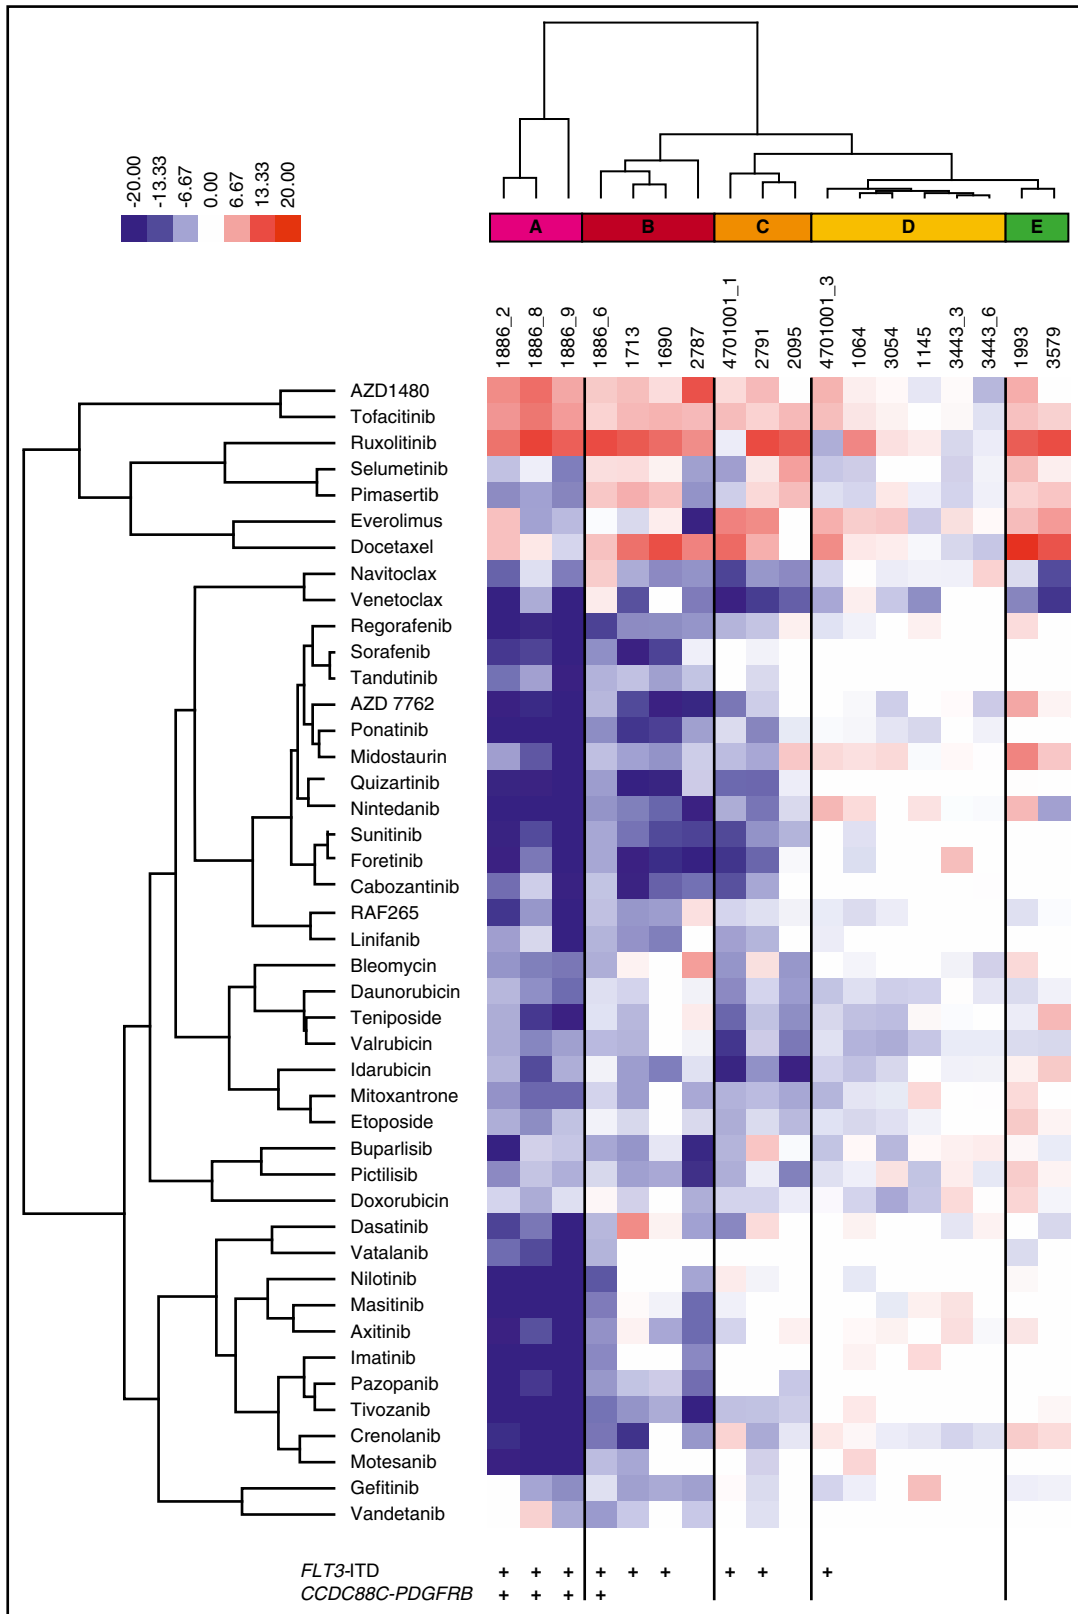 -20.00 -13.33 -6.67 0.00 6.67 13.33 20.00
A B C D E
1886_2 1886_8 1886_9 1886_6 1713 1690 2787 4701001_1 2791 2095 4701001_3 1064 3054 1145 3443_3 3443_6 1993 3579
AZD1480
Tofacitinib
Ruxolitinib
Selumetinib
Pimasertib
Everolimus
Docetaxel
Navitoclax
Venetoclax
Regorafenib
Sorafenib
Tandutinib
AZD 7762
Ponatinib
Midostaurin
Quizartinib
Nintedanib
Sunitinib
Foretinib
Cabozantinib
RAF265
Linifanib
Bleomycin
Daunorubicin
Teniposide
Valrubicin
Idarubicin
Mitoxantrone
Etoposide
Buparlisib
Pictilisib
Doxorubicin
Dasatinib
Vatalanib
Nilotinib
Masitinib
Axitinib
Imatinib
Pazopanib
Tivozanib
Crenolanib
Motesanib
Gefitinib
Vandetanib
FLT3-ITD + + + + + + + + +
CCDC88C-PDGFRB + + + +